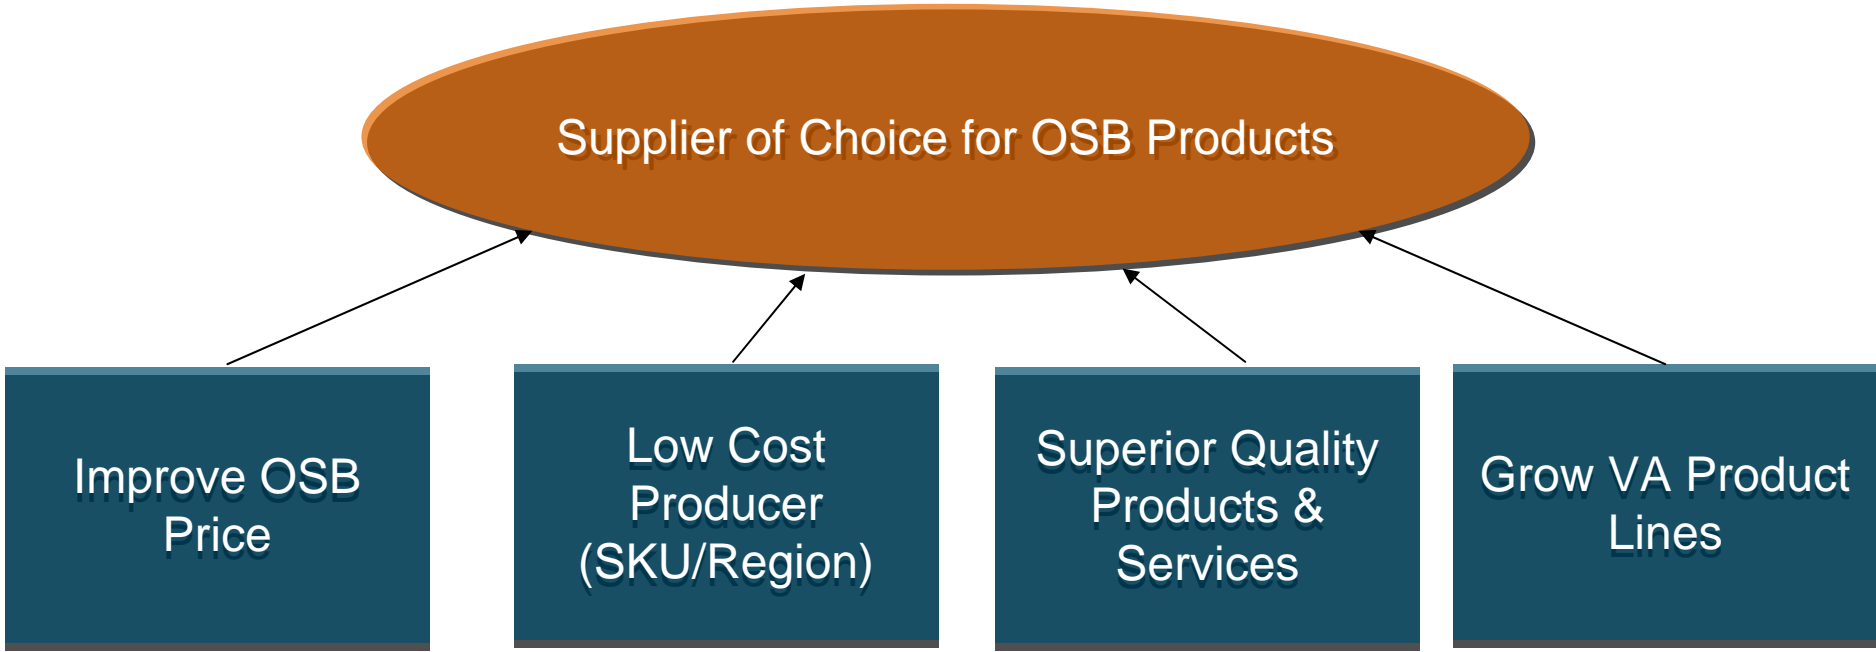 Supplier of Choice for OSB Products
Improve OSB
Price
Low Cost
Producer
(SKU/Region)
Superior Quality
Products &
Services
Grow VA Product
Lines